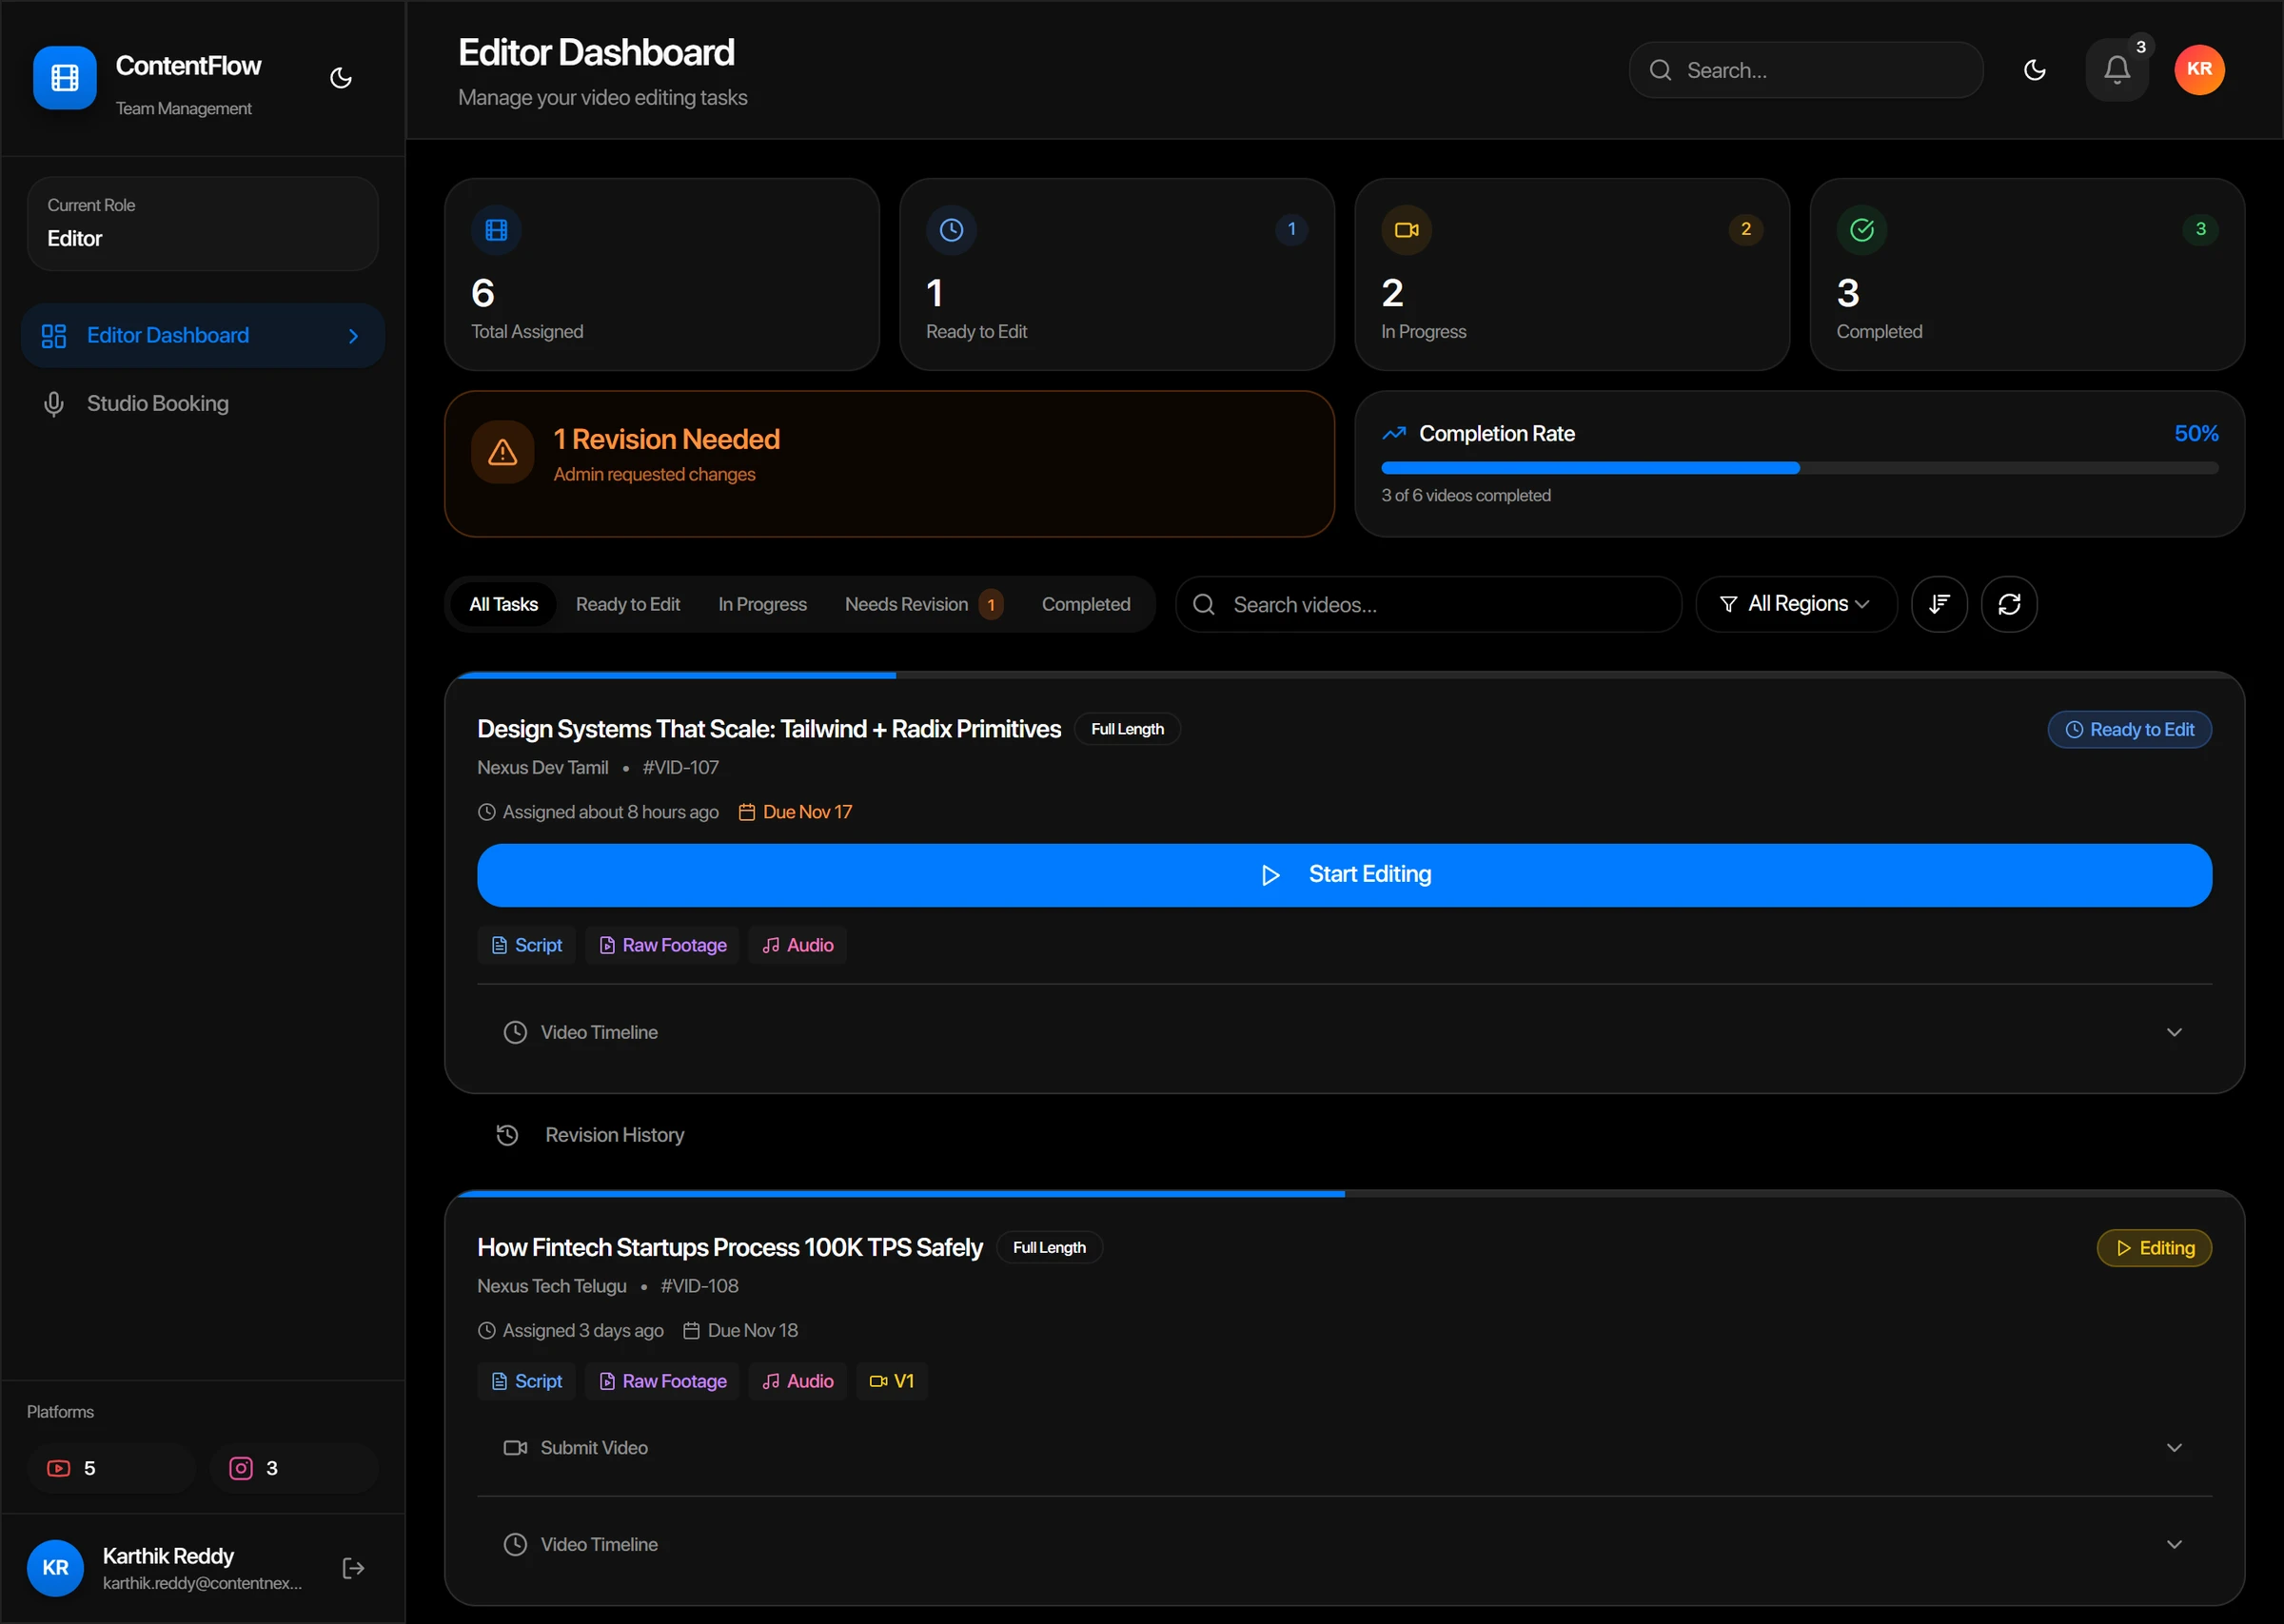 ContentFlow
Team Management
Current Role
Editor
Editor Dashboard
Studio Booking
Platforms
5
3
KR
Karthik Reddy
karthik.reddy@contentnex...
Editor Dashboard
Manage your video editing tasks
Search...
3
KR
6
Total Assigned
1
1
Ready to Edit
2
2
In Progress
3
3
Completed
1 Revision Needed
Admin requested changes
Completion Rate
50%
3 of 6 videos completed
All Tasks
Ready to Edit
In Progress
Needs Revision 1
Completed
Search videos...
All Regions
Design Systems That Scale: Tailwind + Radix Primitives
Full Length
Ready to Edit
Nexus Dev Tamil • #VID-107
Assigned about 8 hours ago
Due Nov 17
Start Editing
Script
Raw Footage
Audio
Video Timeline
Revision History
How Fintech Startups Process 100K TPS Safely
Full Length
Editing
Nexus Tech Telugu • #VID-108
Assigned 3 days ago
Due Nov 18
Script
Raw Footage
Audio
V1
Submit Video
Video Timeline